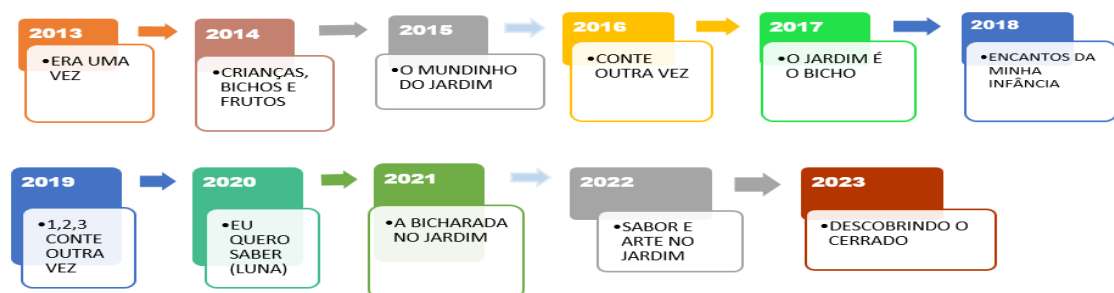 2013
•ERA UMA
VEZ
2014
•CRIANÇAS,
BICHOS E
FRUTOS
2015
•O MUNDINHO
DO JARDIM
2016
•CONTE
OUTRA VEZ
2017
•O JARDIM É
O BICHO
2018
•ENCANTOS DA
MINHA
INFÂNCIA
2019
•1,2,3
CONTE
OUTRA
VEZ
2020
•EU
QUERO
SABER
(LUNA)
2021
•A BICHARADA
NO JARDIM
2022
•SABOR E
ARTE NO
JARDIM
2023
•DESCOBRINDO O
CERRADO